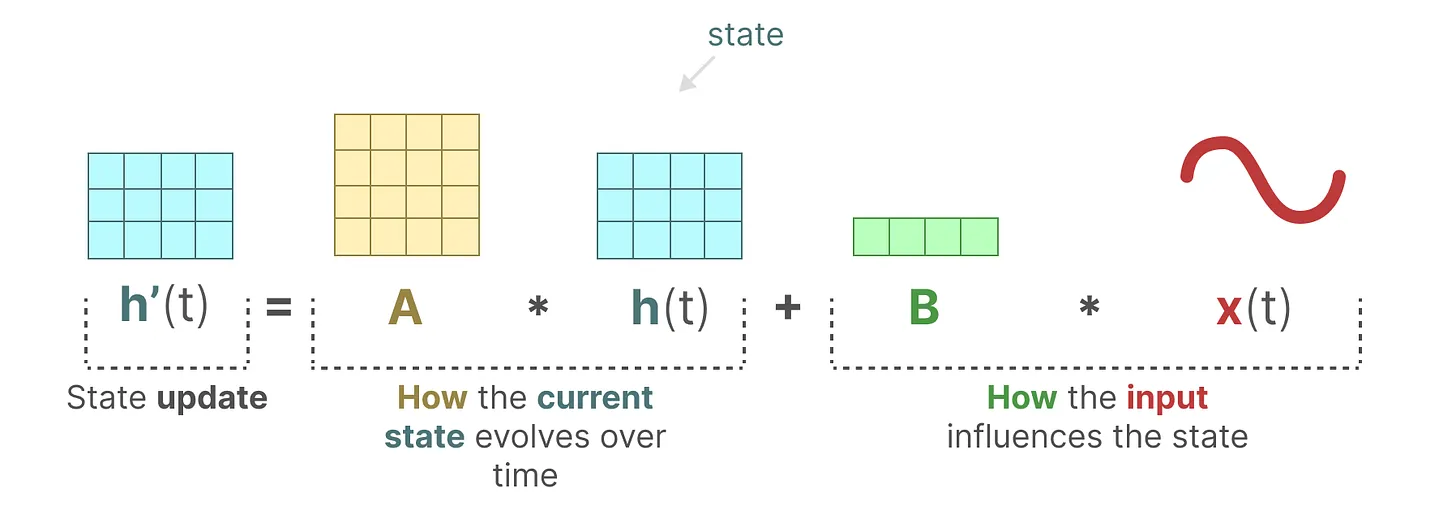 state
h’(t) = A * h(t) + B * x(t)
State update
How the current
state evolves over
time
How the input
influences the state